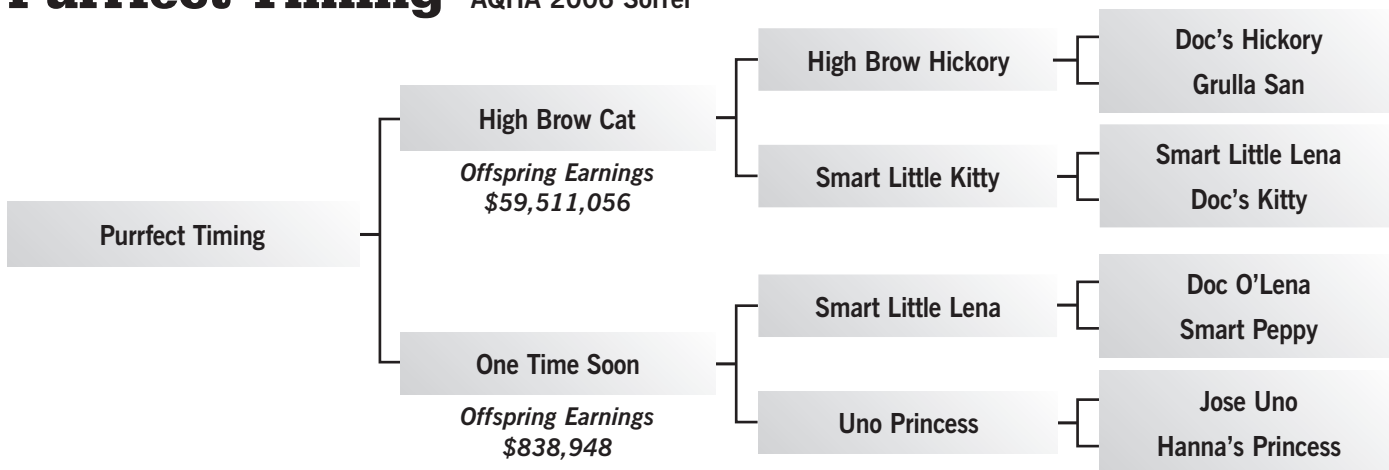 Purrfect Timing AQHA 2006 Sorrel
Purrfect Timing
High Brow Cat
Offspring Earnings
$59,511,056
One Time Soon
Offspring Earnings
$838,948
High Brow Hickory
Smart Little Kitty
Smart Little Lena
Uno Princess
Doc’s Hickory
Grulla San
Smart Little Lena
Doc’s Kitty
Doc O’Lena
Smart Peppy
Jose Uno
Hanna’s Princess